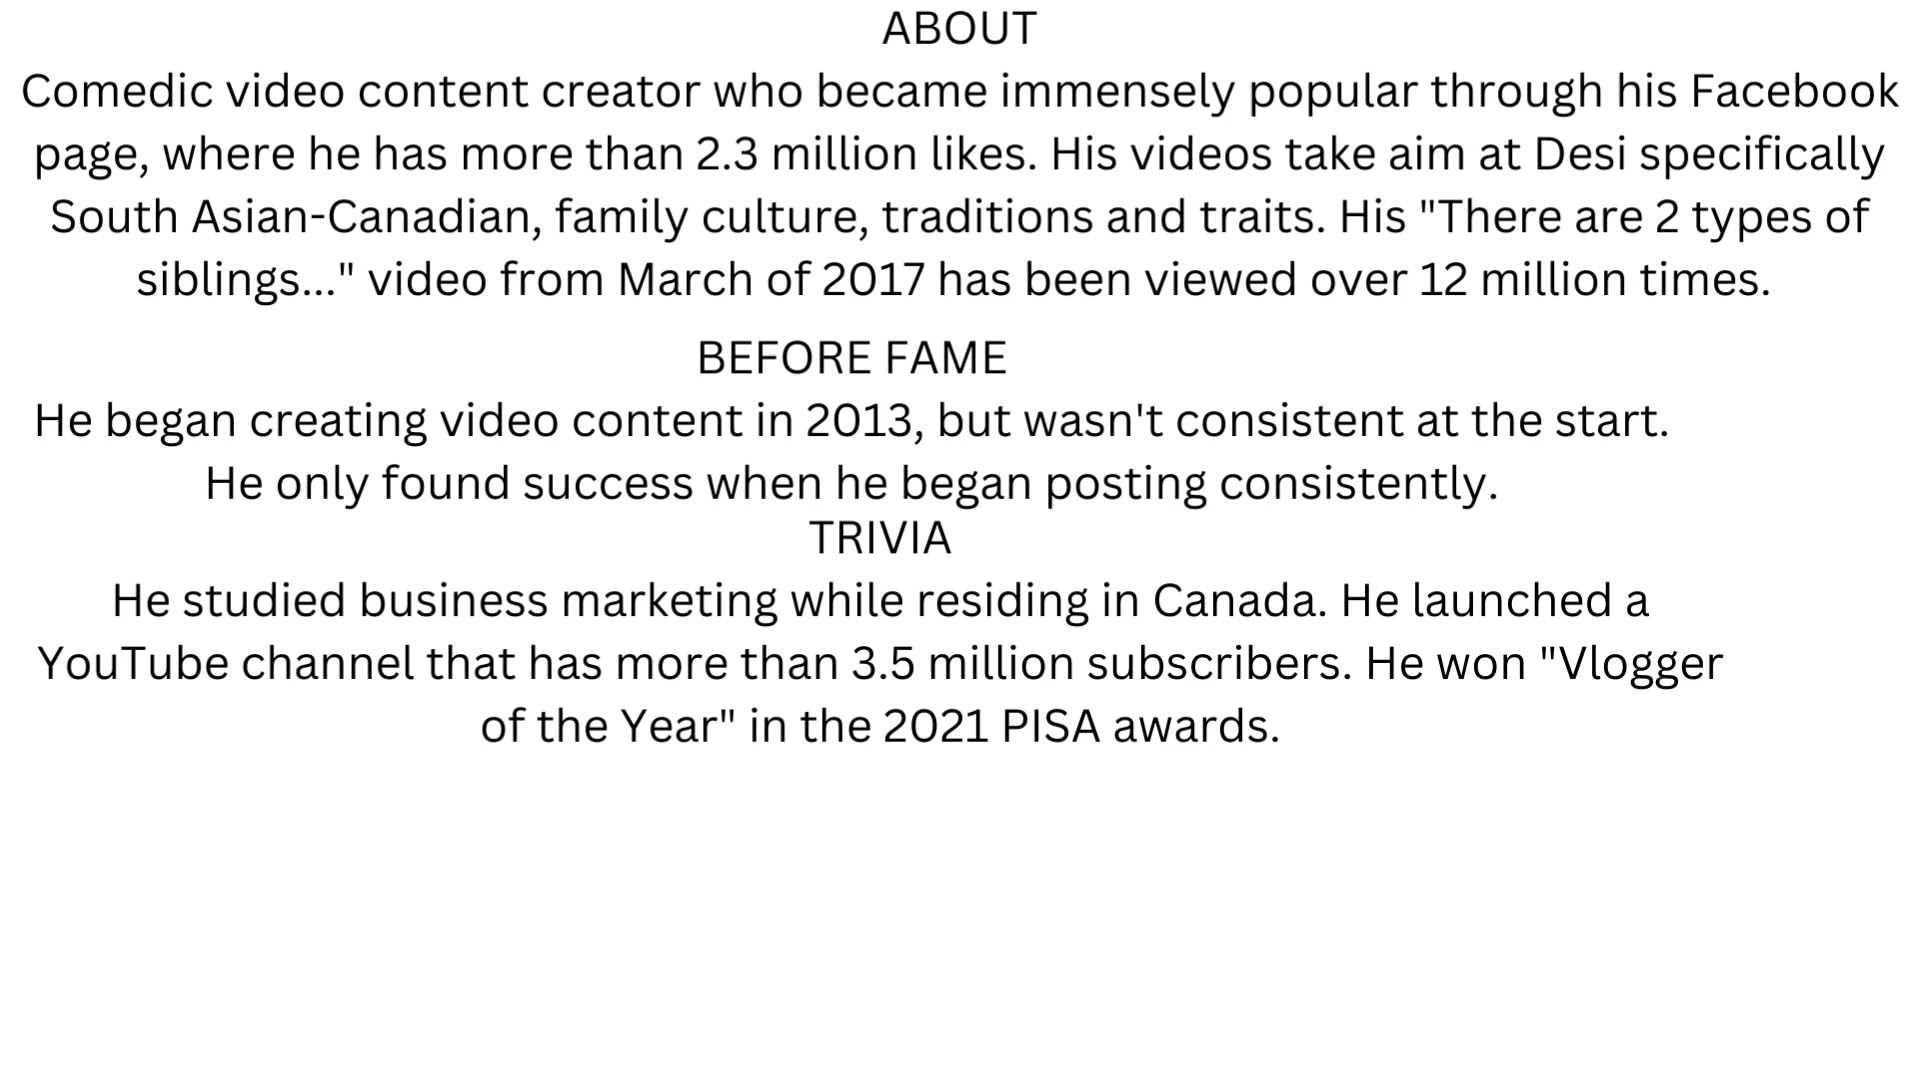 ABOUT
Comedic video content creator who became immensely popular through his Facebook
page, where he has more than 2.3 million likes. His videos take aim at Desi specifically
South Asian-Canadian, family culture, traditions and traits. His "There are 2 types of
siblings..." video from March of 2017 has been viewed over 12 million times.
BEFORE FAME
He began creating video content in 2013, but wasn't consistent at the start.
He only found success when he began posting consistently.
TRIVIA
He studied business marketing while residing in Canada. He launched a
YouTube channel that has more than 3.5 million subscribers. He won "Vlogger
of the Year" in the 2021 PISA awards.